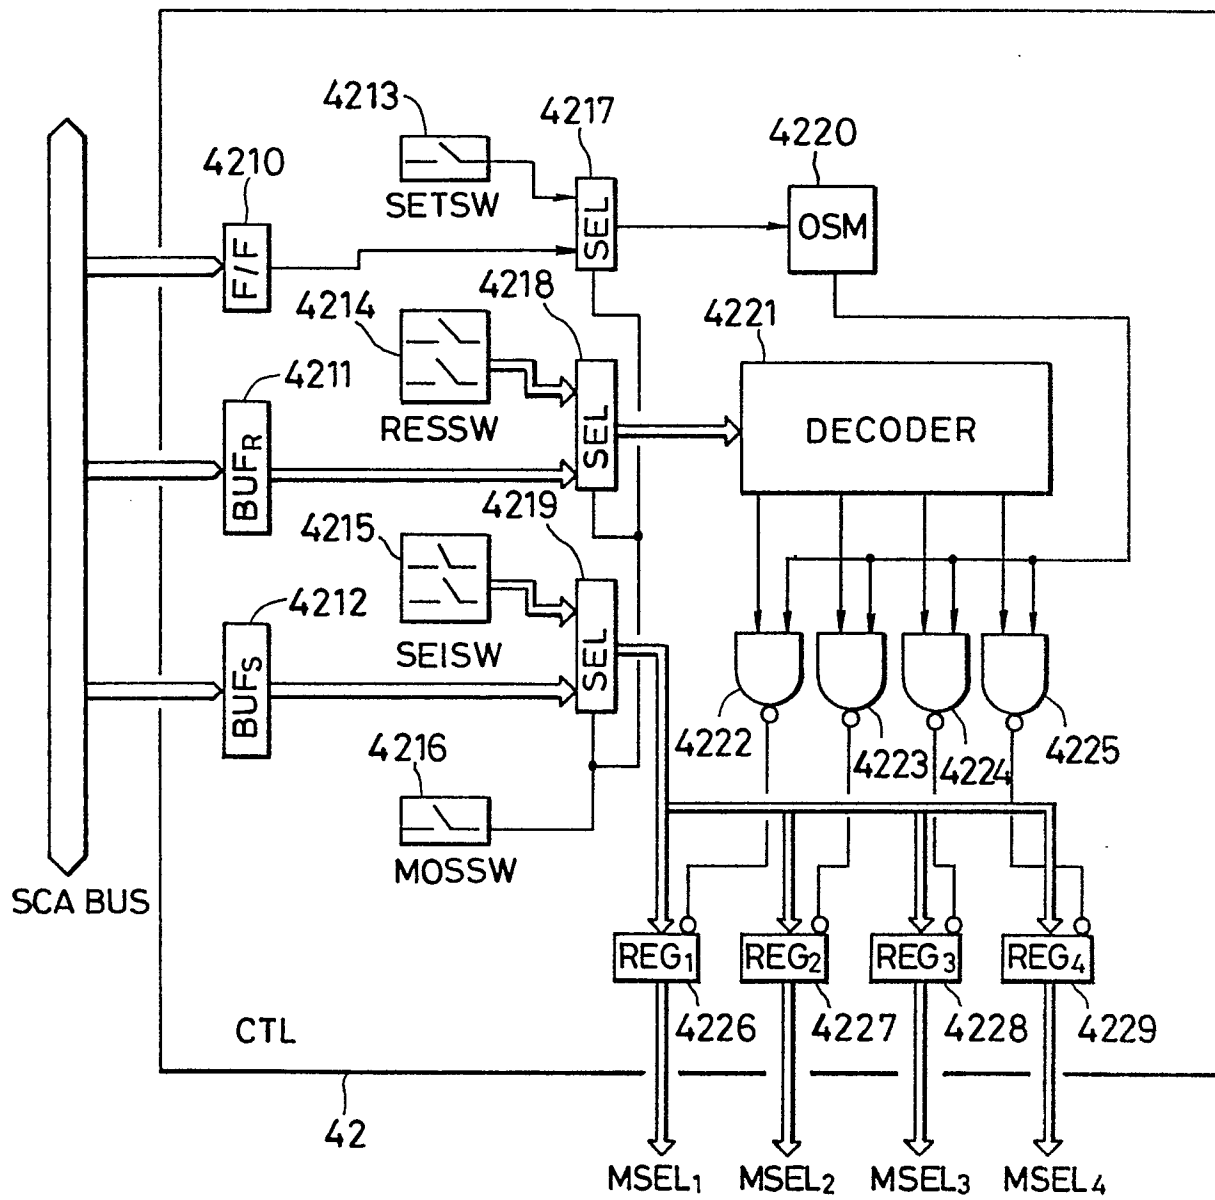 4213
4217
4220
4210
SETSW
SEL
OSM
F/F
4214
4218
4221
4211
RESSW
SEL
DECODER
BUFR
4215
4219
4212
SEISW
SEL
BUFS
4222
4223
4224
4225
4216
MOSSW
SCA BUS
REG1
REG2
REG3
REG4
4226
4227
4228
4229
CTL
42
MSEL1
MSEL2
MSEL3
MSEL4